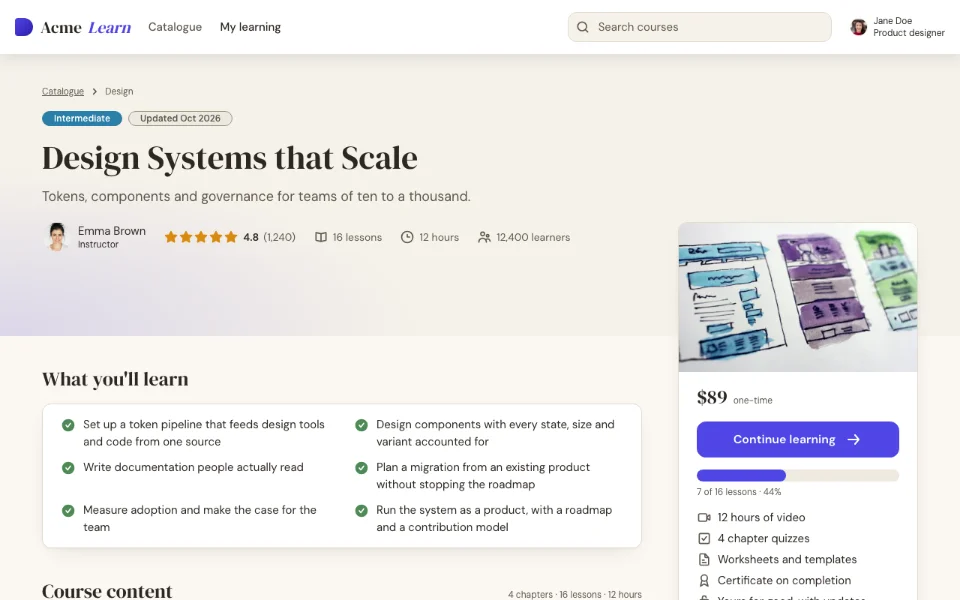 Acme Learn
Catalogue
My learning
Search courses
Jane Doe
Product designer
Catalogue > Design
Intermediate
Updated Oct 2026
Design Systems that Scale
Tokens, components and governance for teams of ten to a thousand.
Emma Brown
Instructor
4.8 (1,240)
16 lessons
12 hours
12,400 learners
What you'll learn
Set up a token pipeline that feeds design tools
and code from one source
Design components with every state, size and
variant accounted for
Write documentation people actually read
Plan a migration from an existing product
without stopping the roadmap
Measure adoption and make the case for the
team
Run the system as a product, with a roadmap
and a contribution model
Course content
4 chapters · 16 lessons · 12 hours
$89 one-time
Continue learning
7 of 16 lessons · 44%
12 hours of video
4 chapter quizzes
Worksheets and templates
Certificate on completion
Yours for good, with updates